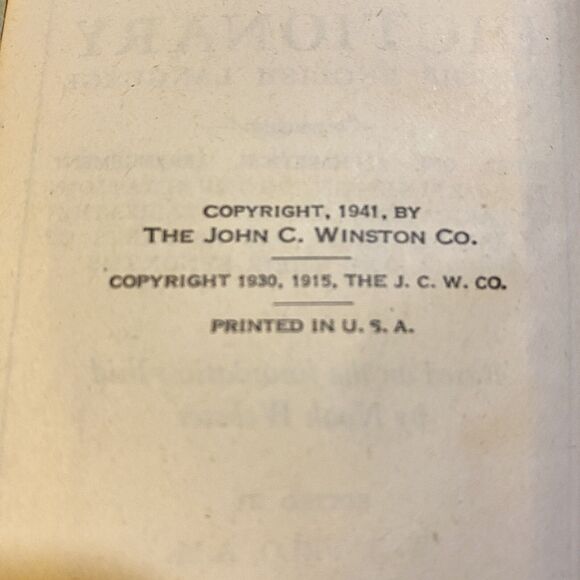 COPYRIGHT, 1941, BY
THE JOHN C. WINSTON CO.
COPYRIGHT 1930, 1915, THE J. C. W. CO.
PRINTED IN U. S. A.